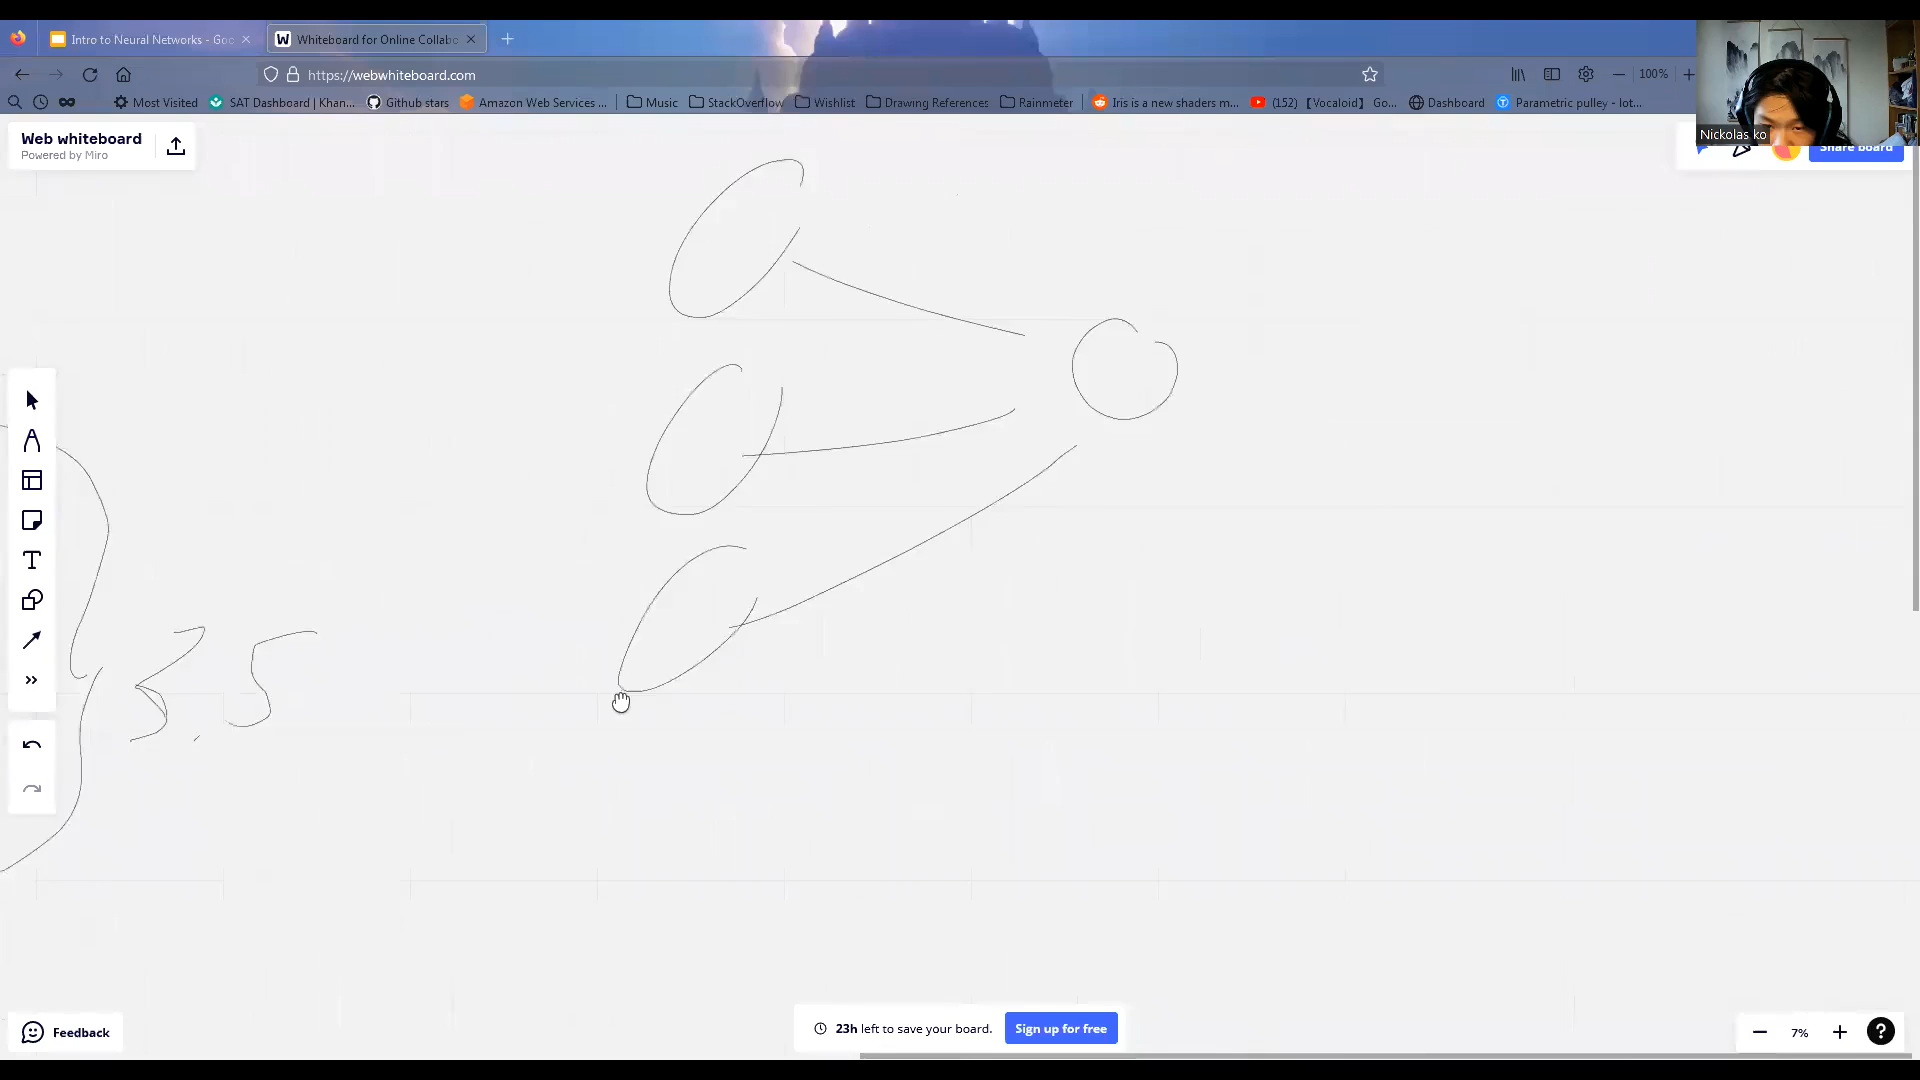 Intro to Neural Networks - Goc
Whiteboard for Online Collabo
https://webwhiteboard.com
100%
Most Visited
SAT Dashboard | Khan...
Github stars
Amazon Web Services ...
Music
StackOverflow
Wishlist
Drawing References
Rainmeter
Iris is a new shaders m...
(152) 【Vocaloid】 Go...
Dashboard
Parametric pulley - lot...
Nickolas ko
Web whiteboard
Powered by Miro
Share board
3.5
Feedback
23h left to save your board.
Sign up for free
7%